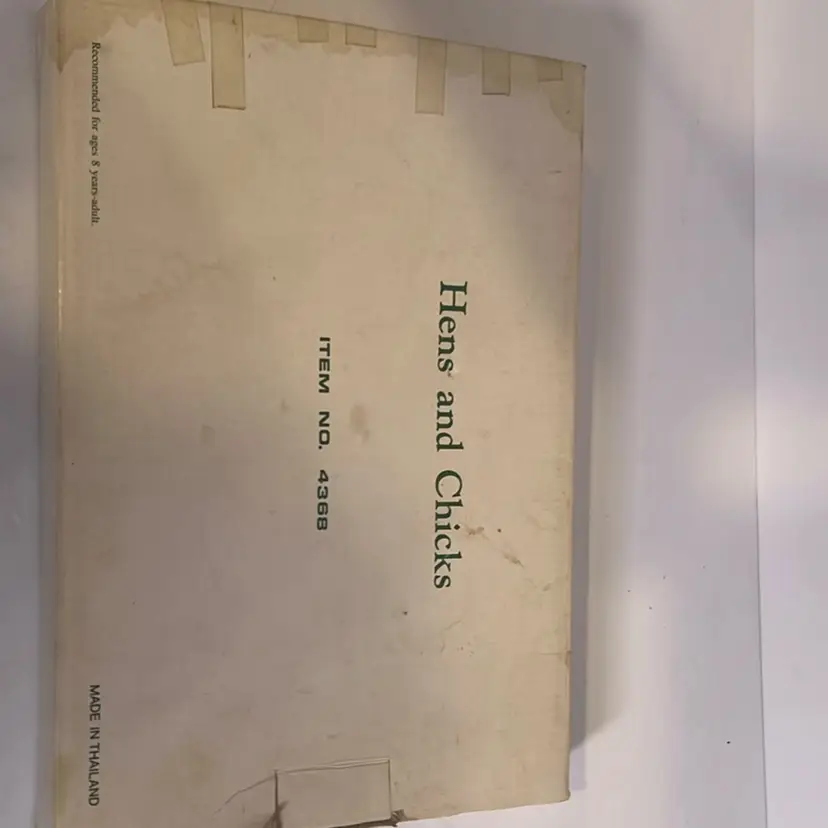 Hens and Chicks
ITEM NO. 4368
Recommended for ages 8 years-adult.
MADE IN THAILAND